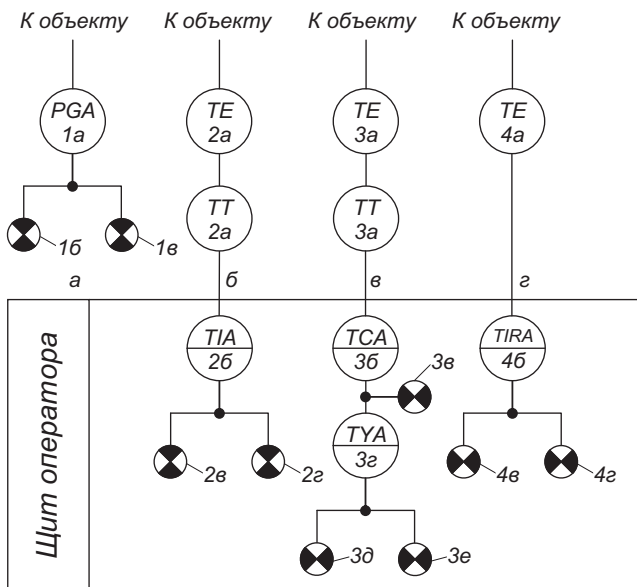 К объекту К объекту К объекту К объекту
PGA TE TE TE
1а 2а 3а 4а
TT TT
2а 3а
1б 1в
а б в г
Щит оператора
TIA TCA TIRA
2б 3б 4б
3в
TYA
3г
2в 2г 4в 4г
3д 3е